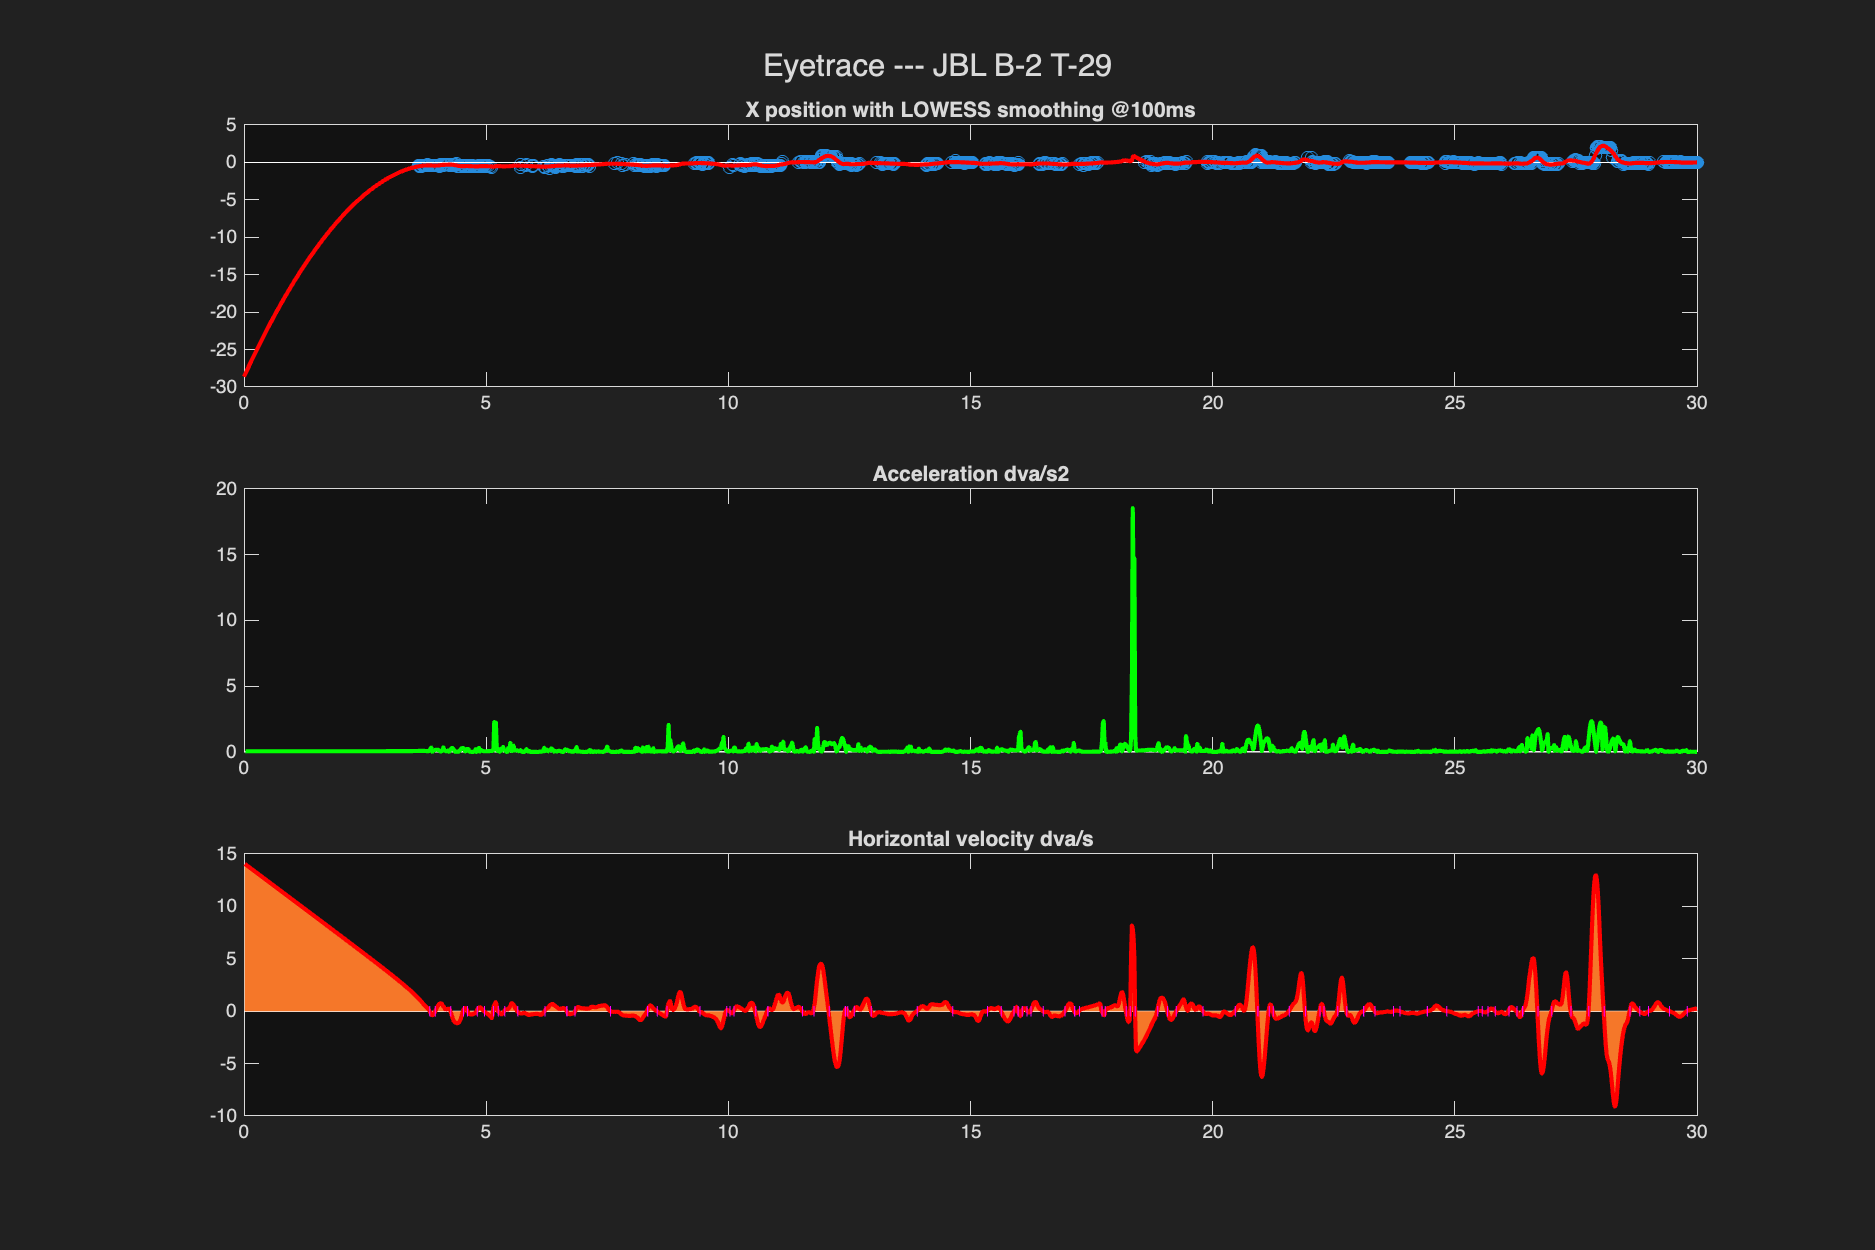 Eyetrace --- JBL B-2 T-29
X position with LOWESS smoothing @100ms
5
0
-5
-10
-15
-20
-25
-30
0 5 10 15 20 25 30
Acceleration dva/s2
20
15
10
5
0
0 5 10 15 20 25 30
Horizontal velocity dva/s
15
10
5
0
-5
-10
0 5 10 15 20 25 30